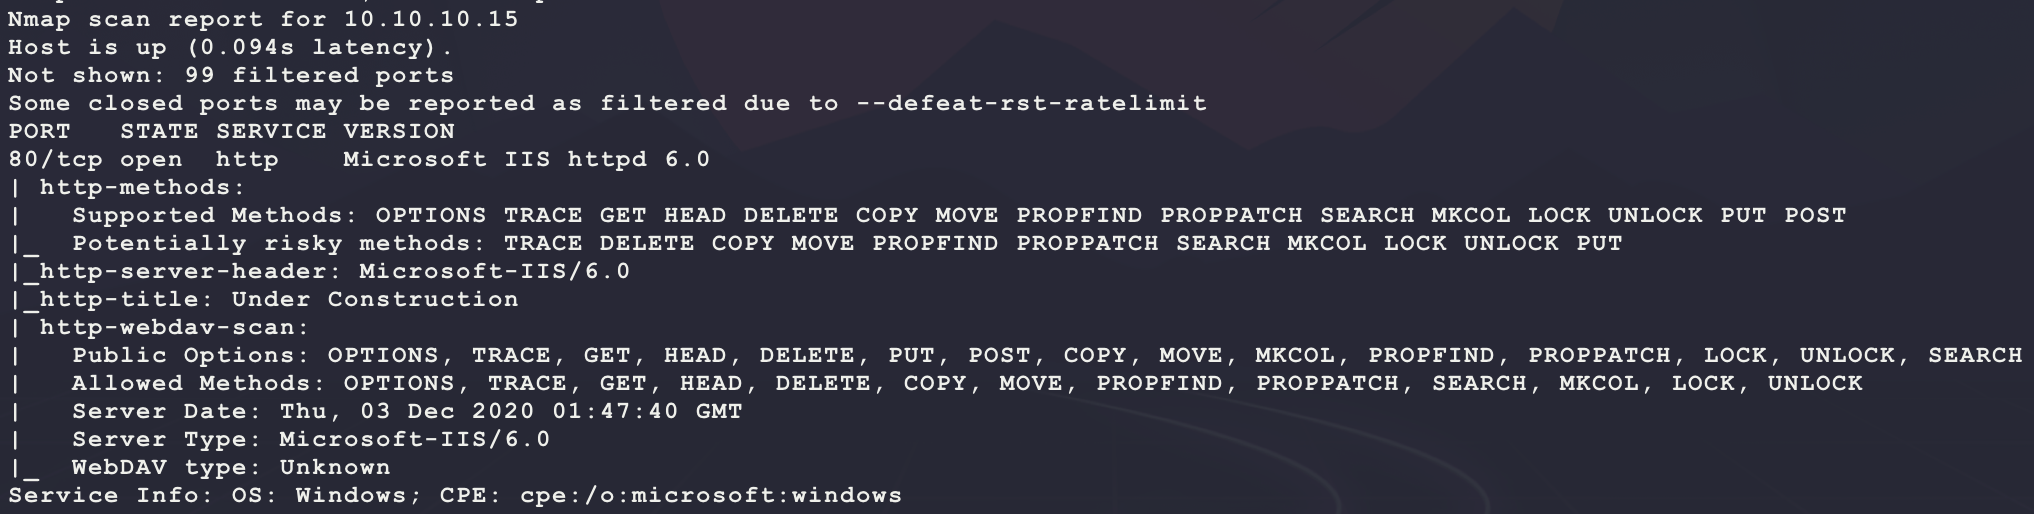 Nmap scan report for 10.10.10.15
Host is up (0.094s latency).
Not shown: 99 filtered ports
Some closed ports may be reported as filtered due to --defeat-rst-ratelimit
PORT   STATE SERVICE VERSION
80/tcp open  http    Microsoft IIS httpd 6.0
| http-methods:
|   Supported Methods: OPTIONS TRACE GET HEAD DELETE COPY MOVE PROPFIND PROPPATCH SEARCH MKCOL LOCK UNLOCK PUT POST
|_  Potentially risky methods: TRACE DELETE COPY MOVE PROPFIND PROPPATCH SEARCH MKCOL LOCK UNLOCK PUT
|_http-server-header: Microsoft-IIS/6.0
|_http-title: Under Construction
| http-webdav-scan:
|   Public Options: OPTIONS, TRACE, GET, HEAD, DELETE, PUT, POST, COPY, MOVE, MKCOL, PROPFIND, PROPPATCH, LOCK, UNLOCK, SEARCH
|   Allowed Methods: OPTIONS, TRACE, GET, HEAD, DELETE, COPY, MOVE, PROPFIND, PROPPATCH, SEARCH, MKCOL, LOCK, UNLOCK
|   Server Date: Thu, 03 Dec 2020 01:47:40 GMT
|   Server Type: Microsoft-IIS/6.0
|_  WebDAV type: Unknown
Service Info: OS: Windows; CPE: cpe:/o:microsoft:windows